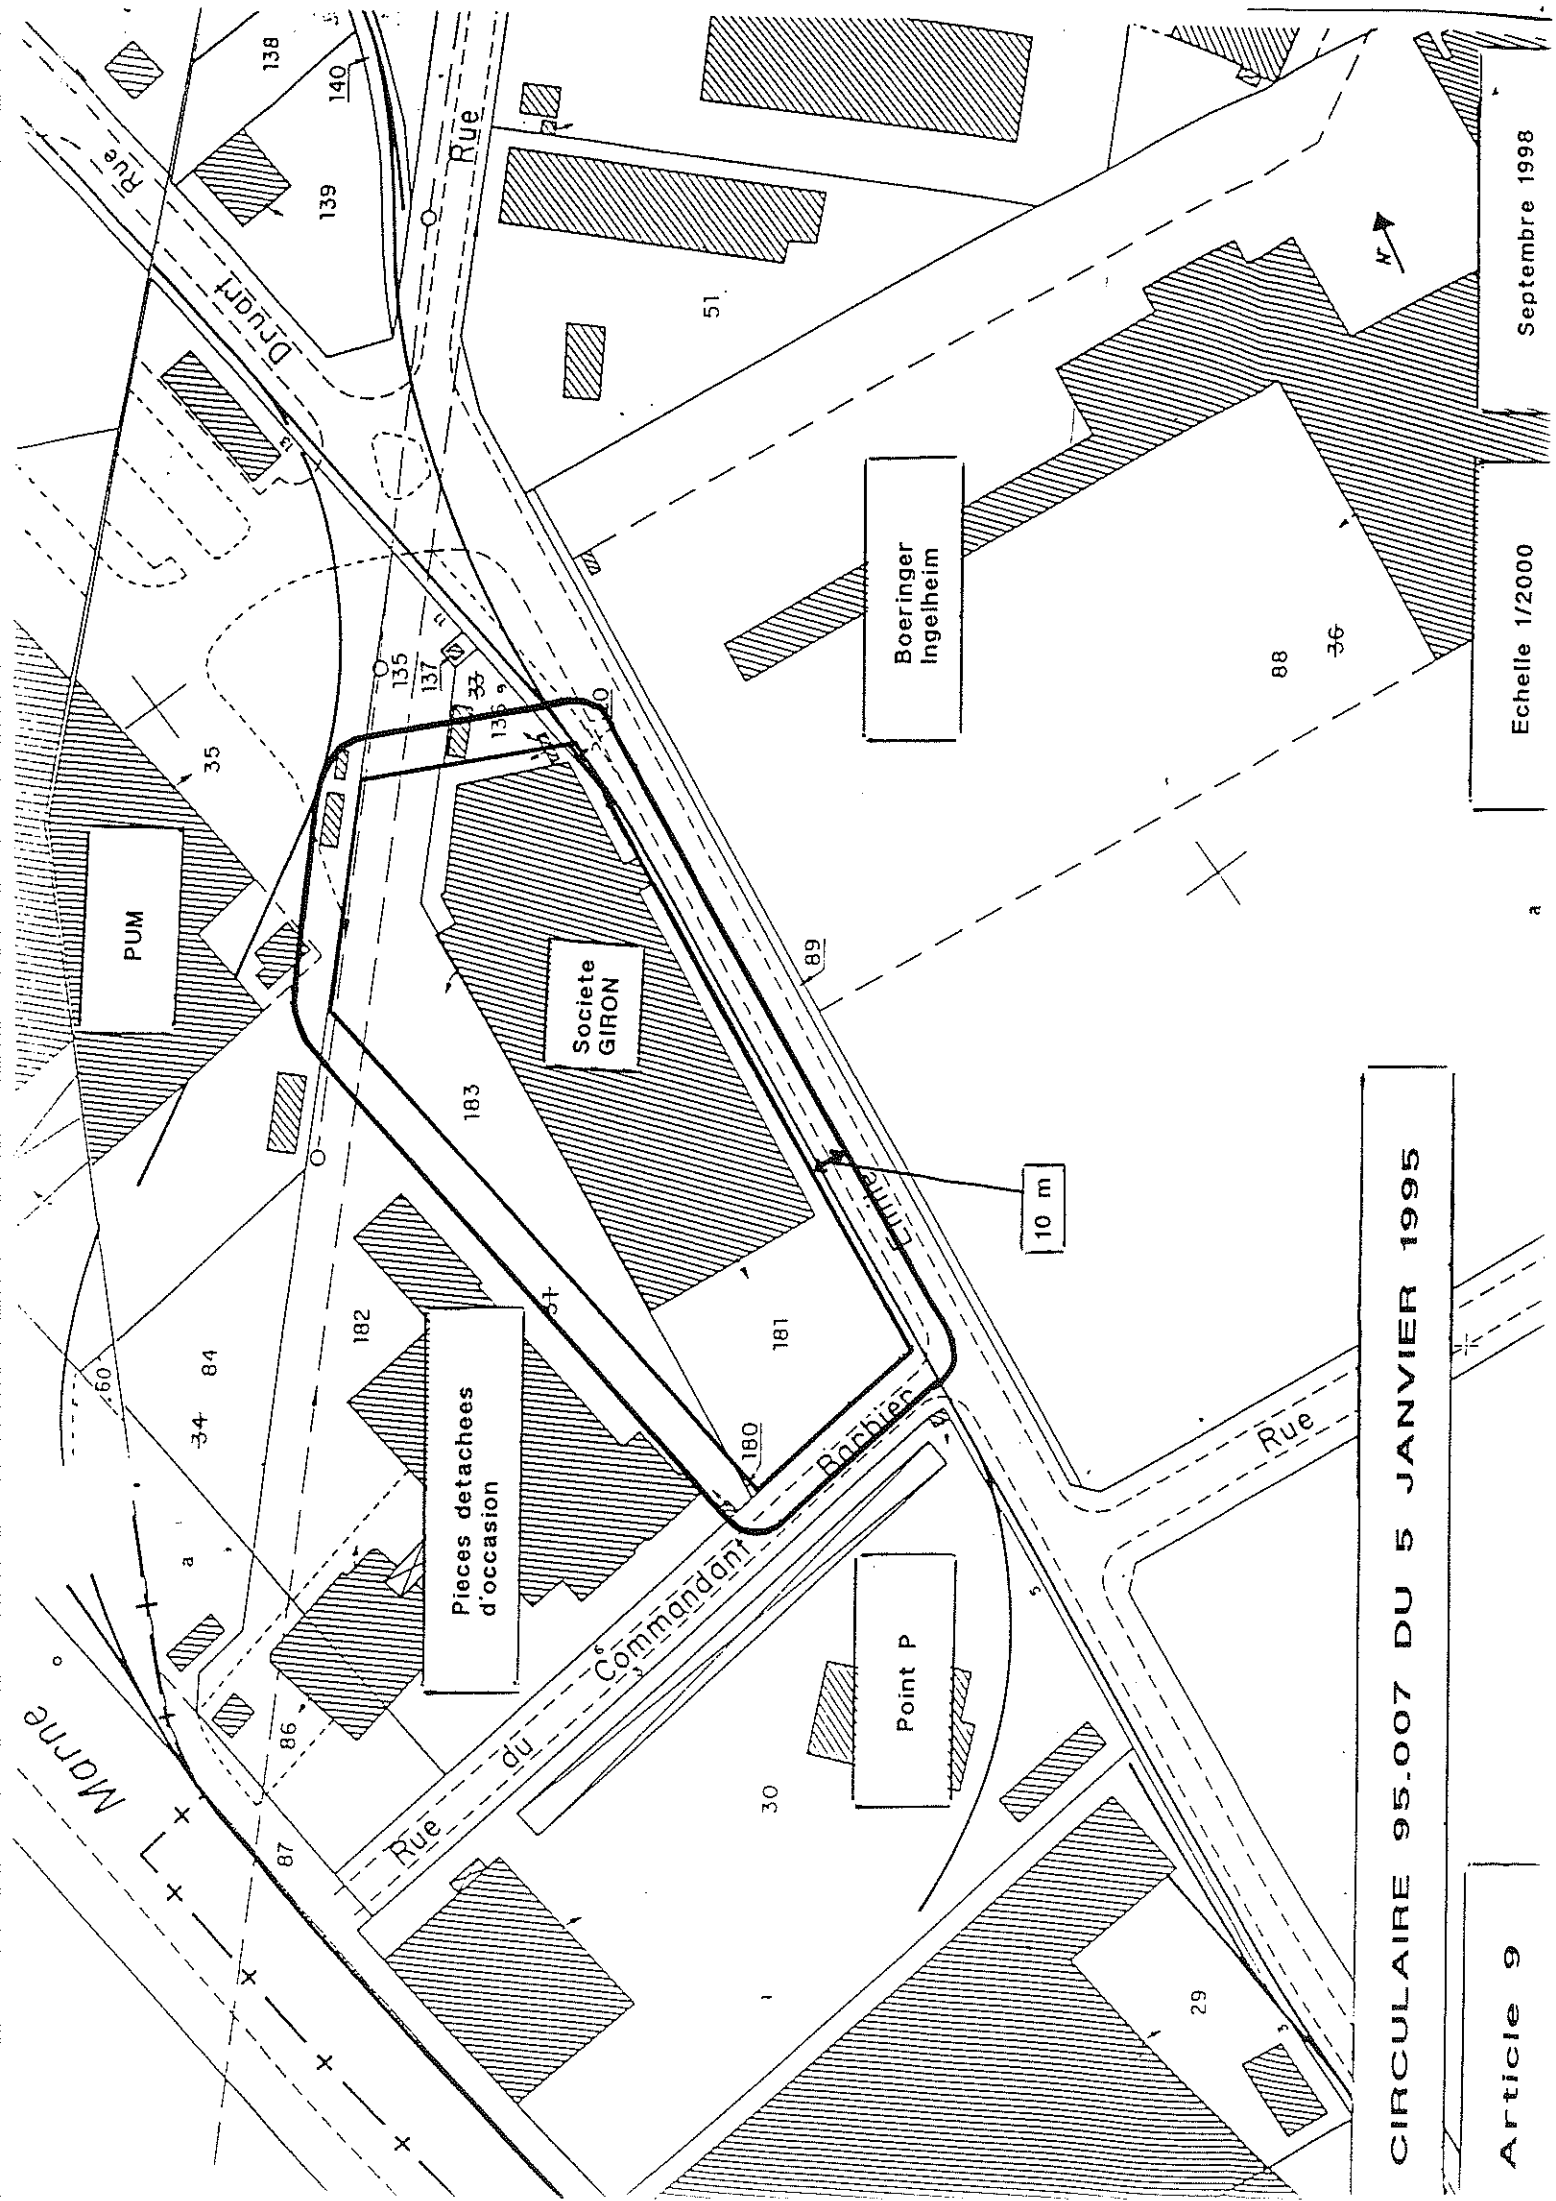 Marne
Rue
Druart
Rue
138
140
139
51
35
135
137
33
136
PUM
Societe
GIRON
183
181
180
182
84
34
60
a
86
87
Pieces detachees
d'occasion
Rue du Commandant Barbier
Emile
10 m
89
88
36
a
Boeringer
Ingelheim
Point P
30
29
Rue
N
CIRCULAIRE 95.007 DU 5 JANVIER 1995
Article 9
Echelle 1/2000
Septembre 1998